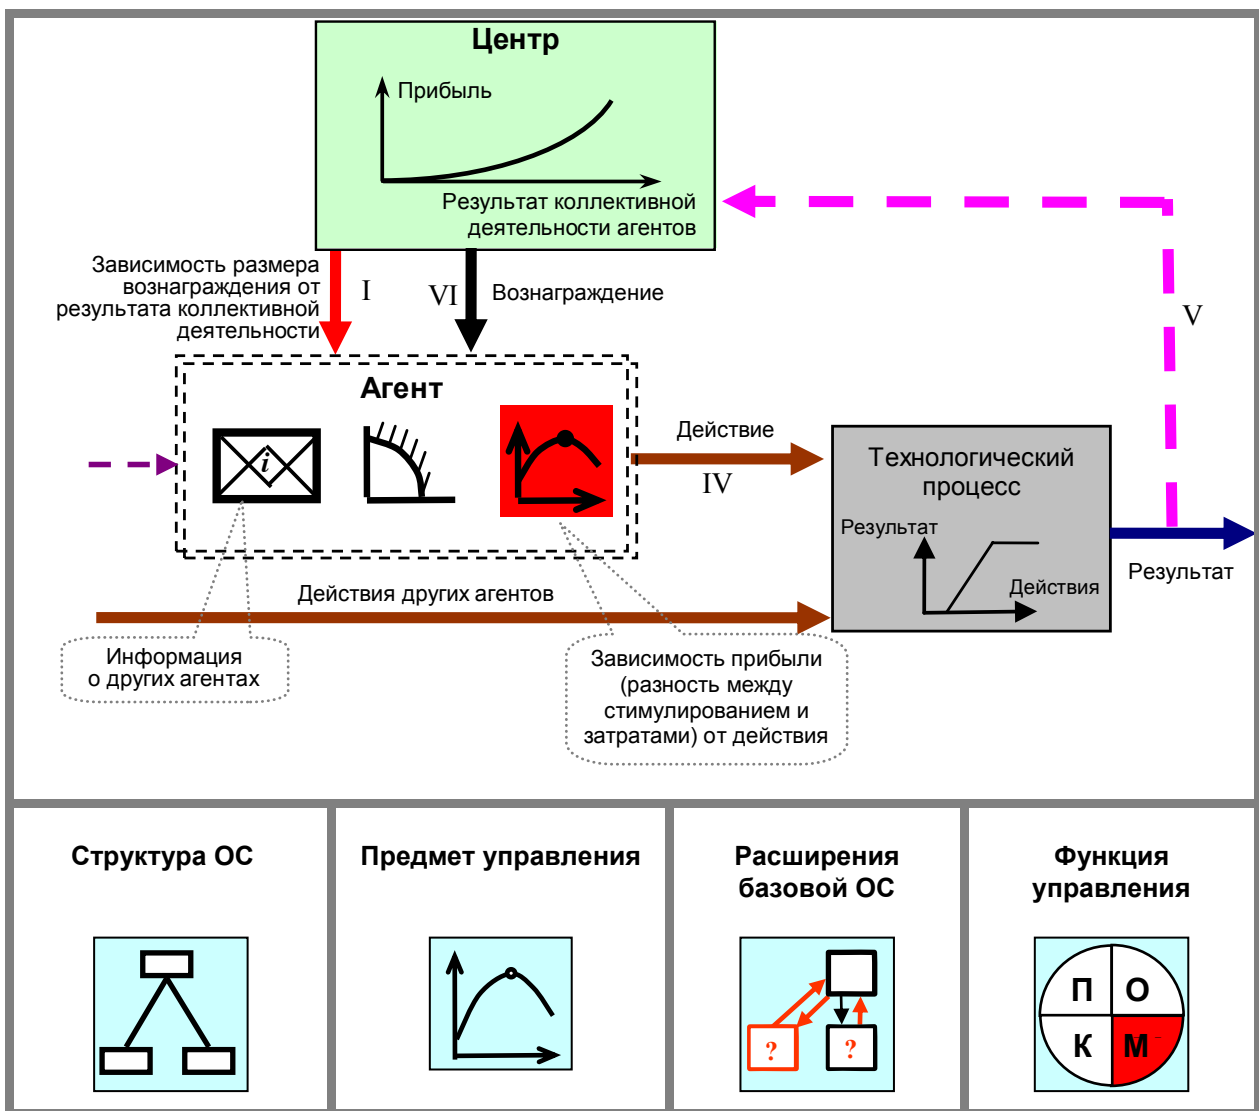 Центр
Прибыль
Результат коллективной
деятельности агентов
Зависимость размера
вознаграждения от
результата коллективной
деятельности
I
VI
Вознаграждение
V
Агент
i
Действие
IV
Технологический
процесс
Результат
Действия
Результат
Действия других агентов
Информация
о других агентах
Зависимость прибыли
(разность между
стимулированием и
затратами) от действия
Структура ОС
Предмет управления
Расширения
базовой ОС
? ?
Функция
управления
П О
К М